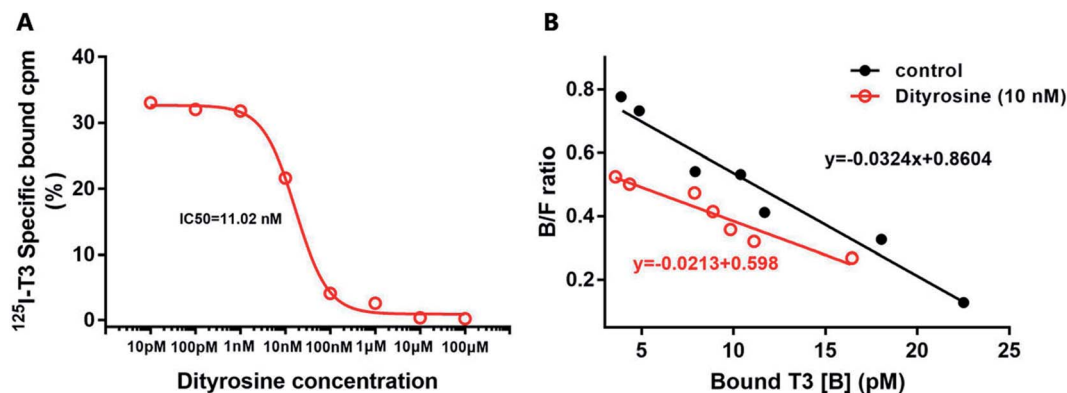 A
¹²⁵I-T3 Specific bound cpm
(%)
40
30
20
10
0
IC50=11.02 nM
10pM 100pM 1nM 10nM 100nM 1µM 10µM 100µM
Dityrosine concentration
B
B/F ratio
0.8
0.6
0.4
0.2
control
Dityrosine (10 nM)
y=-0.0324x+0.8604
y=-0.0213+0.598
5 10 15 20 25
Bound T3 [B] (pM)